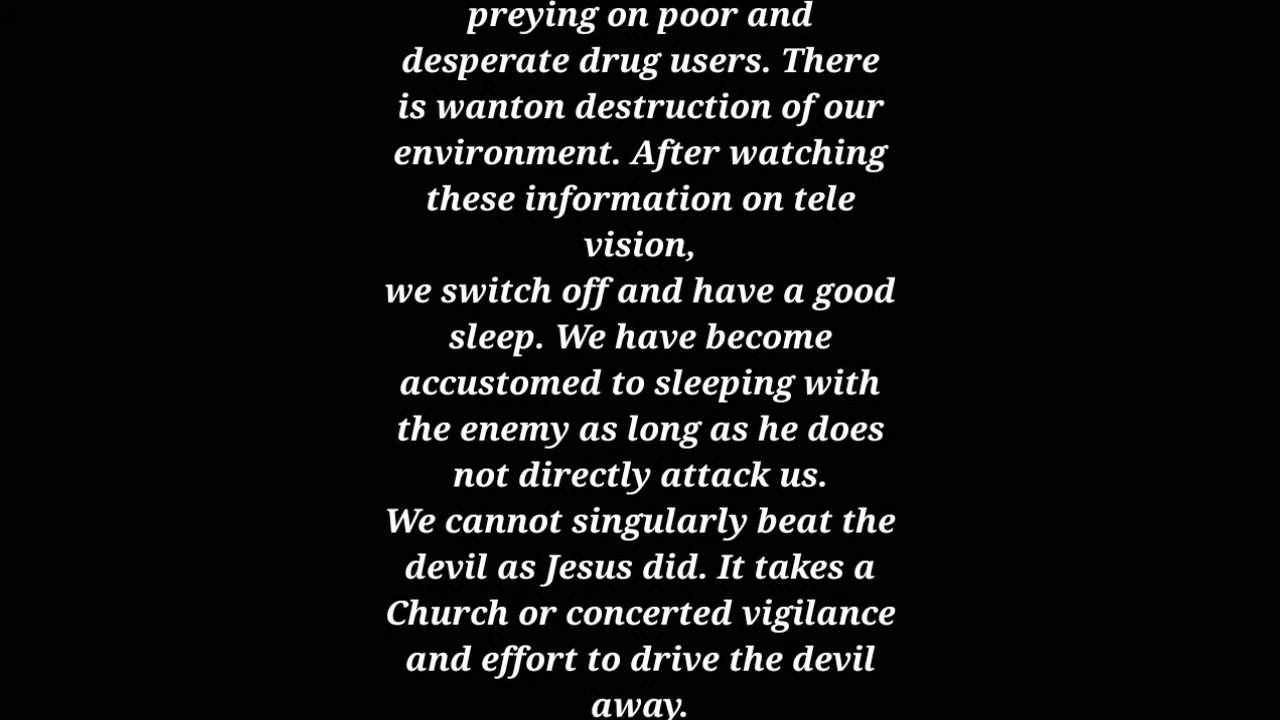 preying on poor and
desperate drug users. There
is wanton destruction of our
environment. After watching
these information on tele
vision,
we switch off and have a good
sleep. We have become
accustomed to sleeping with
the enemy as long as he does
not directly attack us.
We cannot singularly beat the
devil as Jesus did. It takes a
Church or concerted vigilance
and effort to drive the devil
away.